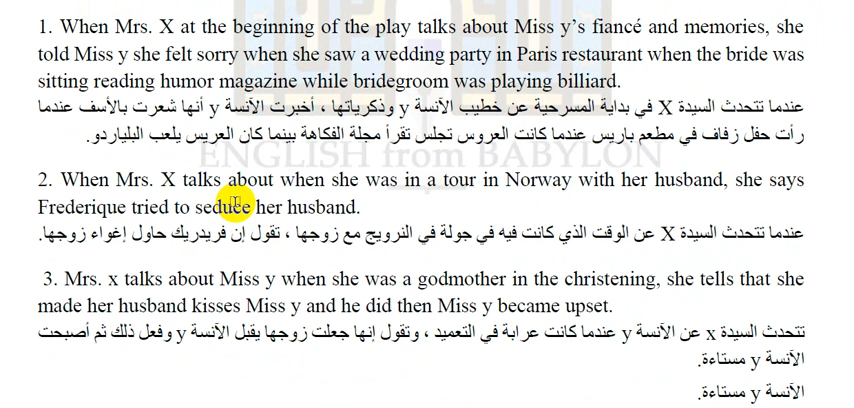 1. When Mrs. X at the beginning of the play talks about Miss y's fiancé and memories, she
told Miss y she felt sorry when she saw a wedding party in Paris restaurant when the bride was
sitting reading humor magazine while bridegroom was playing billiard.
عندما تتحدث السيدة X في بداية المسرحية عن خطيب الآنسة y وذكرياتها ، أخبرت الآنسة y أنها شعرت بالأسف عندما
رأت حفل زفاف في مطعم باريس عندما كانت العروس تجلس تقرأ مجلة الفكاهة بينما كان العريس يلعب البلياردو.
ENGLISH from BABYLON
2. When Mrs. X talks about when she was in a tour in Norway with her husband, she says
Frederique tried to seduce her husband.
عندما تتحدث السيدة X عن الوقت الذي كانت فيه في جولة في النرويج مع زوجها ، تقول إن فريدريك حاول إغواء زوجها.
3. Mrs. x talks about Miss y when she was a godmother in the christening, she tells that she
made her husband kisses Miss y and he did then Miss y became upset.
تتحدث السيدة x عن الآنسة y عندما كانت عرابة في التعميد ، وتقول إنها جعلت زوجها يقبل الآنسة y وفعل ذلك ثم أصبحت
الآنسة y مستاءة.
الآنسة y مستاءة.